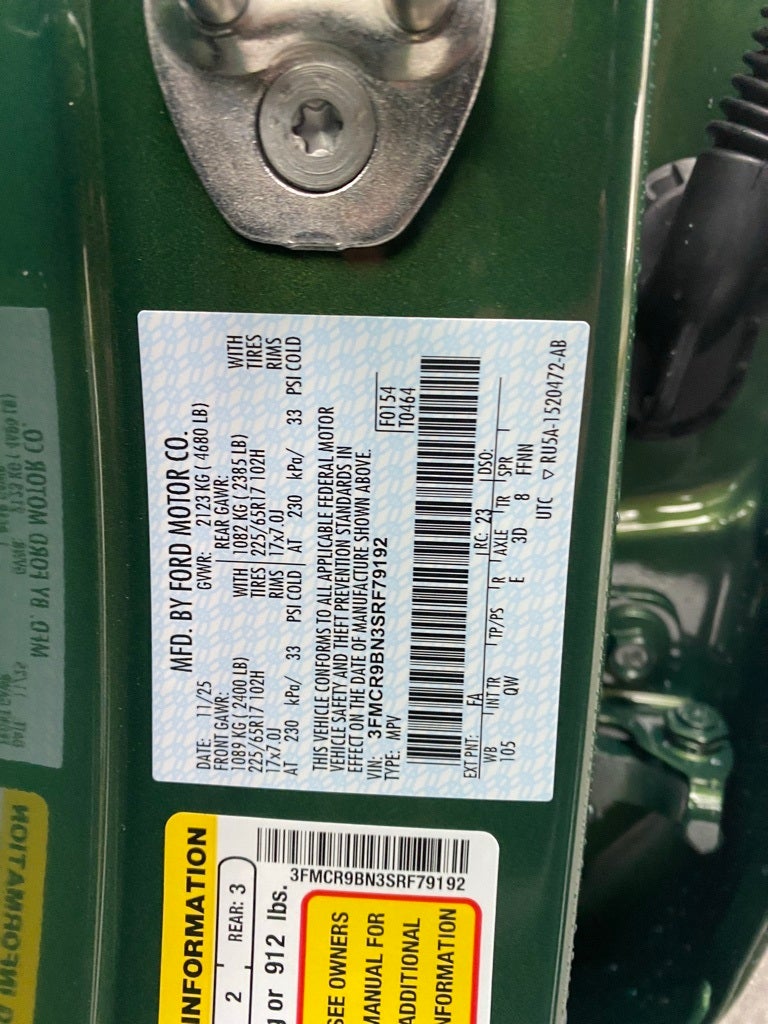 MFD. BY FORD MOTOR CO.
DATE: 11/25 GVWR: 2123 KG ( 4680 LB)
FRONT GAWR: REAR GAWR:
1089 KG ( 2400 LB) WITH 1082 KG ( 2385 LB) WITH
225/65R17 102H TIRES 225/65R17 102H TIRES
17x7.0J RIMS 17x7.0J RIMS
AT 230 kPa/ 33 PSI COLD AT 230 kPa/ 33 PSI COLD
THIS VEHICLE CONFORMS TO ALL APPLICABLE FEDERAL MOTOR
VEHICLE SAFETY AND THEFT PREVENTION STANDARDS IN
EFFECT ON THE DATE OF MANUFACTURE SHOWN ABOVE.
VIN: 3FMCR9BN3SRF79192
TYPE: MPV
F0154
T0464
EXT PNT: FA RC: 23 DSO:
WB INT TR TP/PS R AXLE TR SPR
105 QW E 3D 8 FFNN
UTC ▽ RU5A-1520472-AB
INFORMATION
2 REAR: 3
or 912 lbs.
3FMCR9BN3SRF79192
SEE OWNERS
MANUAL FOR
ADDITIONAL
INFORMATION